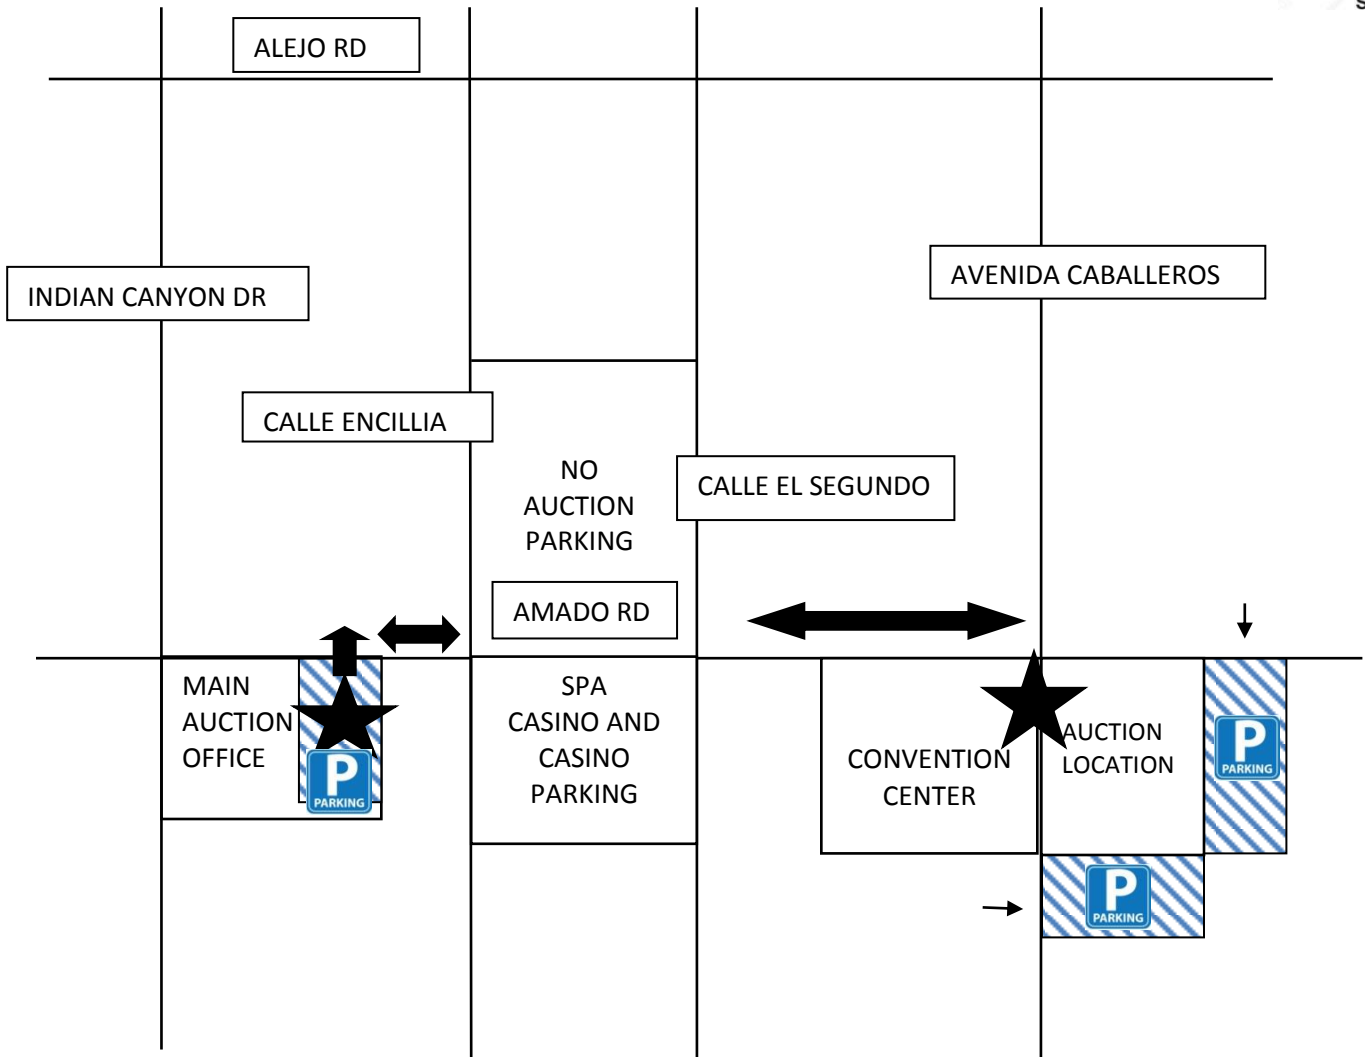 ALEJO RD
INDIAN CANYON DR
AVENIDA CABALLEROS
CALLE ENCILLIA
NO
AUCTION
PARKING
CALLE EL SEGUNDO
AMADO RD
MAIN
AUCTION
OFFICE
P
PARKING
SPA
CASINO AND
CASINO
PARKING
CONVENTION
CENTER
AUCTION
LOCATION
P
PARKING
P
PARKING